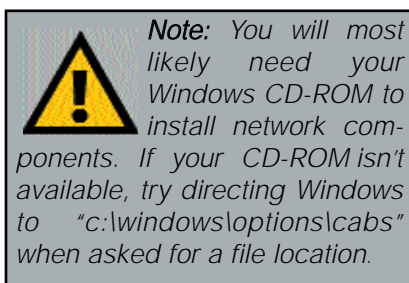 Note: You will most
likely need your
Windows CD-ROM to
install network com-
ponents. If your CD-ROM isn't
available, try directing Windows
to “c:\windows\options\cabs”
when asked for a file location.